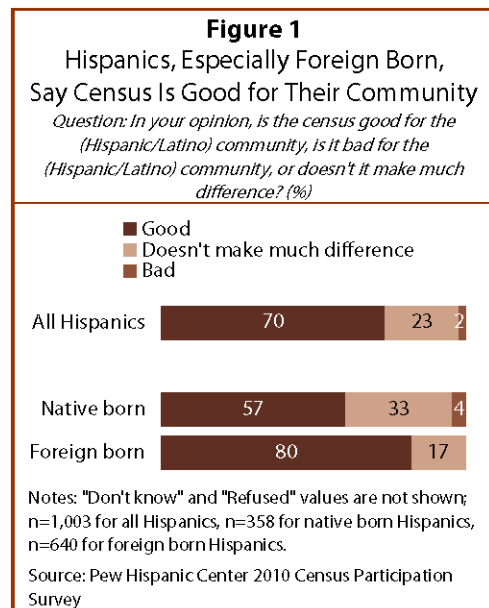 Figure 1
Hispanics, Especially Foreign Born,
Say Census Is Good for Their Community
Question: In your opinion, is the census good for the
(Hispanic/Latino) community, is it bad for the
(Hispanic/Latino) community, or doesn't it make much
difference? (%)
Good
Doesn't make much difference
Bad
All Hispanics 70 23 2
Native born 57 33 4
Foreign born 80 17
Notes: "Don't know" and "Refused" values are not shown;
n=1,003 for all Hispanics, n=358 for native born Hispanics,
n=640 for foreign born Hispanics.
Source: Pew Hispanic Center 2010 Census Participation
Survey